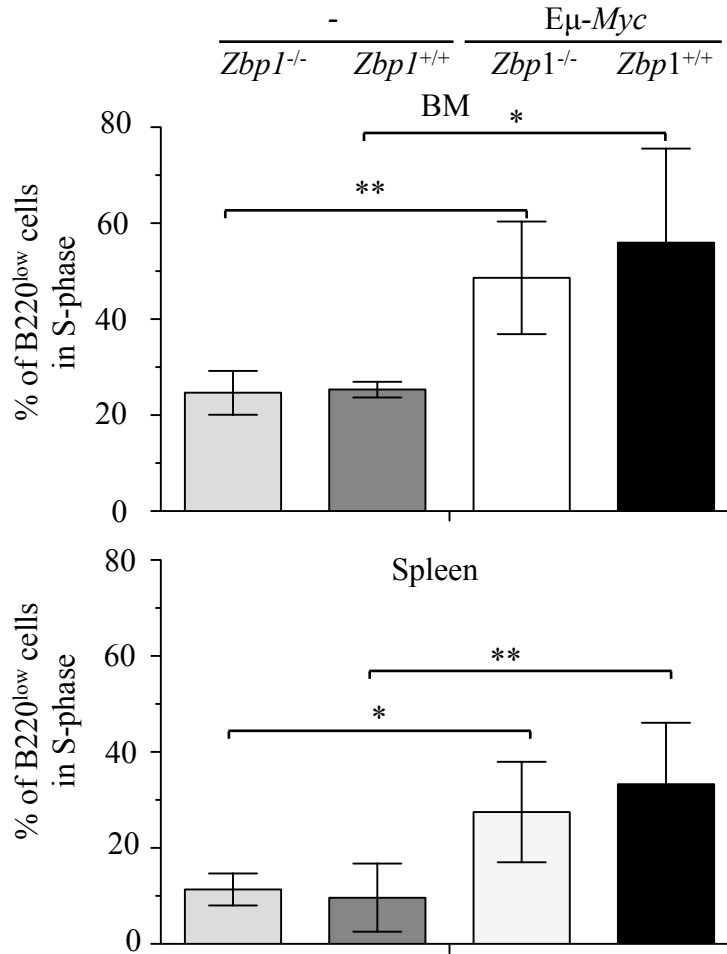 - Eμ-Myc
Zbp1-/- Zbp1+/+ Zbp1-/- Zbp1+/+
BM
*
**
80
60
40
20
0
% of B220low cells
in S-phase
Spleen
**
*
80
60
40
20
0
% of B220low cells
in S-phase